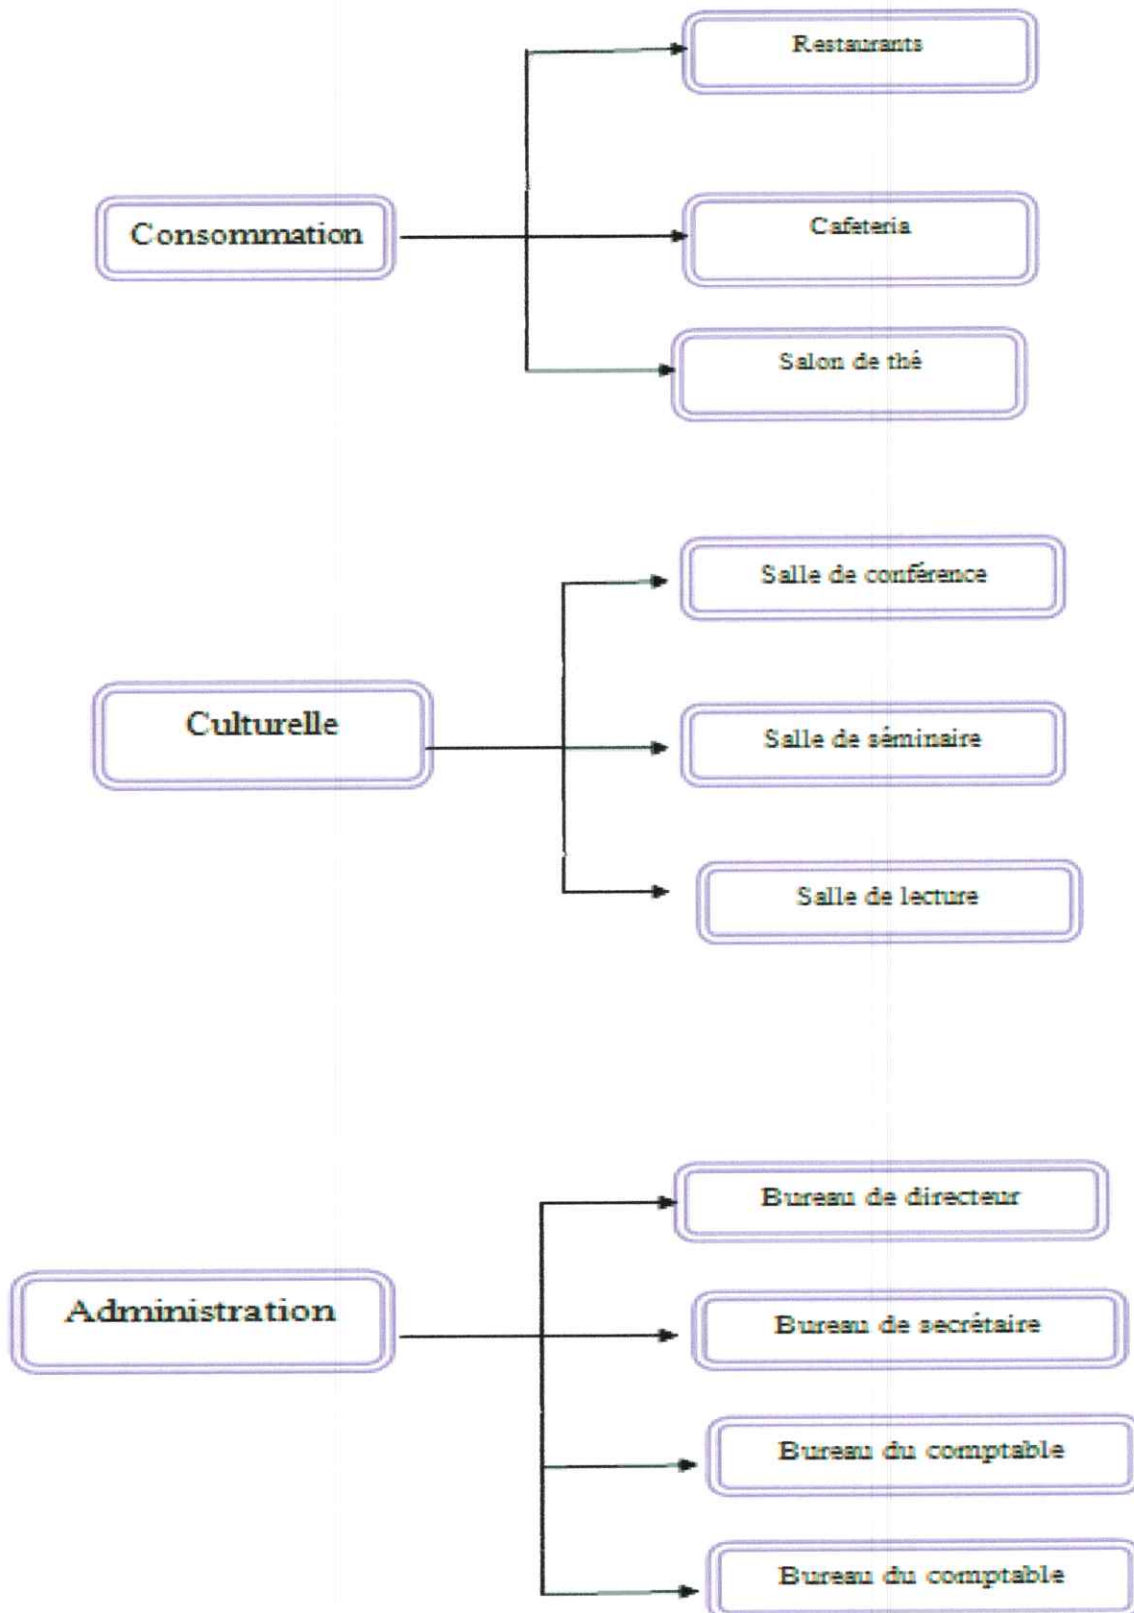 Restaurants
Consommation
Cafeteria
Salon de thé
Salle de conférence
Culturelle
Salle de séminaire
Salle de lecture
Bureau de directeur
Administration
Bureau de secrétaire
Bureau du comptable
Bureau du comptable